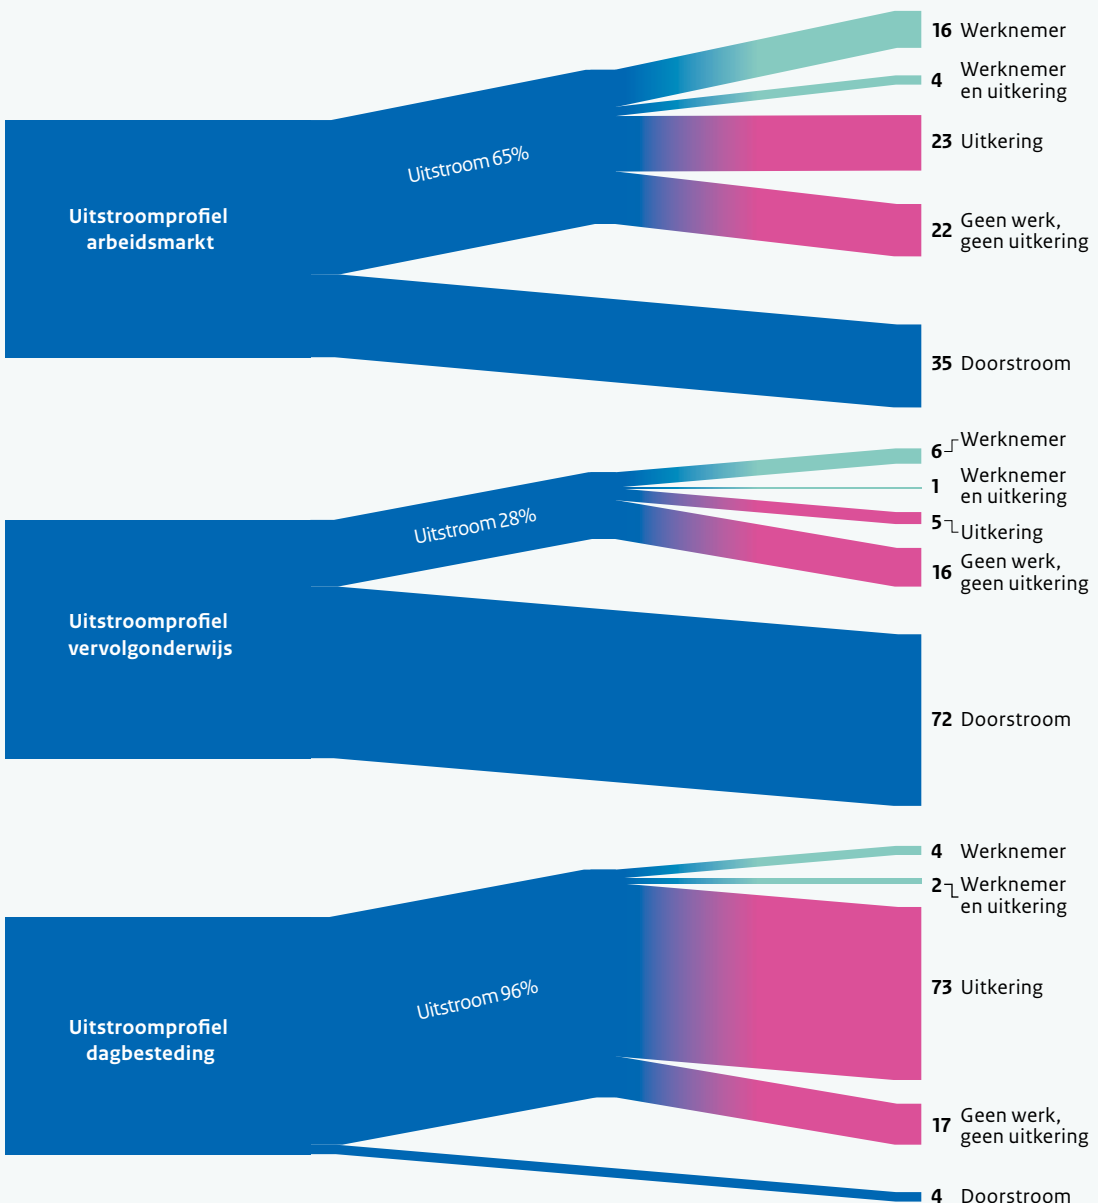 Uitstroomprofiel
arbeidsmarkt
Uitstroom 65%
16 Werknemer
4 Werknemer
en uitkering
23 Uitkering
22 Geen werk,
geen uitkering
35 Doorstroom
Uitstroomprofiel
vervolgonderwijs
Uitstroom 28%
6 Werknemer
1 Werknemer
en uitkering
5 Uitkering
16 Geen werk,
geen uitkering
72 Doorstroom
Uitstroomprofiel
dagbesteding
Uitstroom 96%
4 Werknemer
2 Werknemer
en uitkering
73 Uitkering
17 Geen werk,
geen uitkering
4 Doorstroom